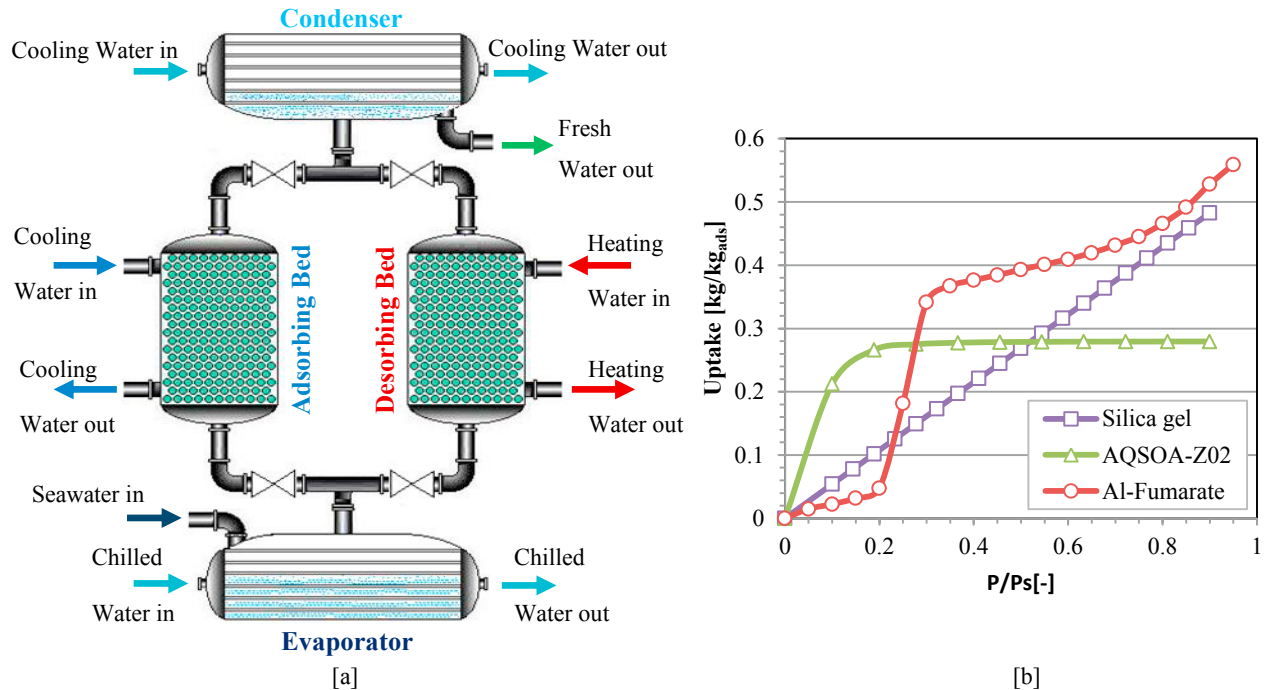 Condenser
Cooling Water in
Cooling Water out
Fresh
Water out
Cooling
Water in
Adsorbing Bed
Desorbing Bed
Heating
Water in
Cooling
Water out
Heating
Water out
Seawater in
Chilled
Water in
Chilled
Water out
Evaporator
[a]
0.6
0.5
0.4
0.3
0.2
0.1
0
Uptake [kg/kgads]
Silica gel
AQSOA-Z02
Al-Fumarate
0 0.2 0.4 0.6 0.8 1
P/Ps[-]
[b]